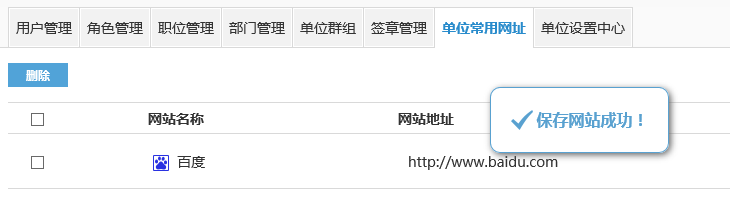 用户管理 角色管理 职位管理 部门管理 单位群组 签章管理 单位常用网址 单位设置中心
删除
网站名称 网站地址
保存网站成功！
百度 http://www.baidu.com